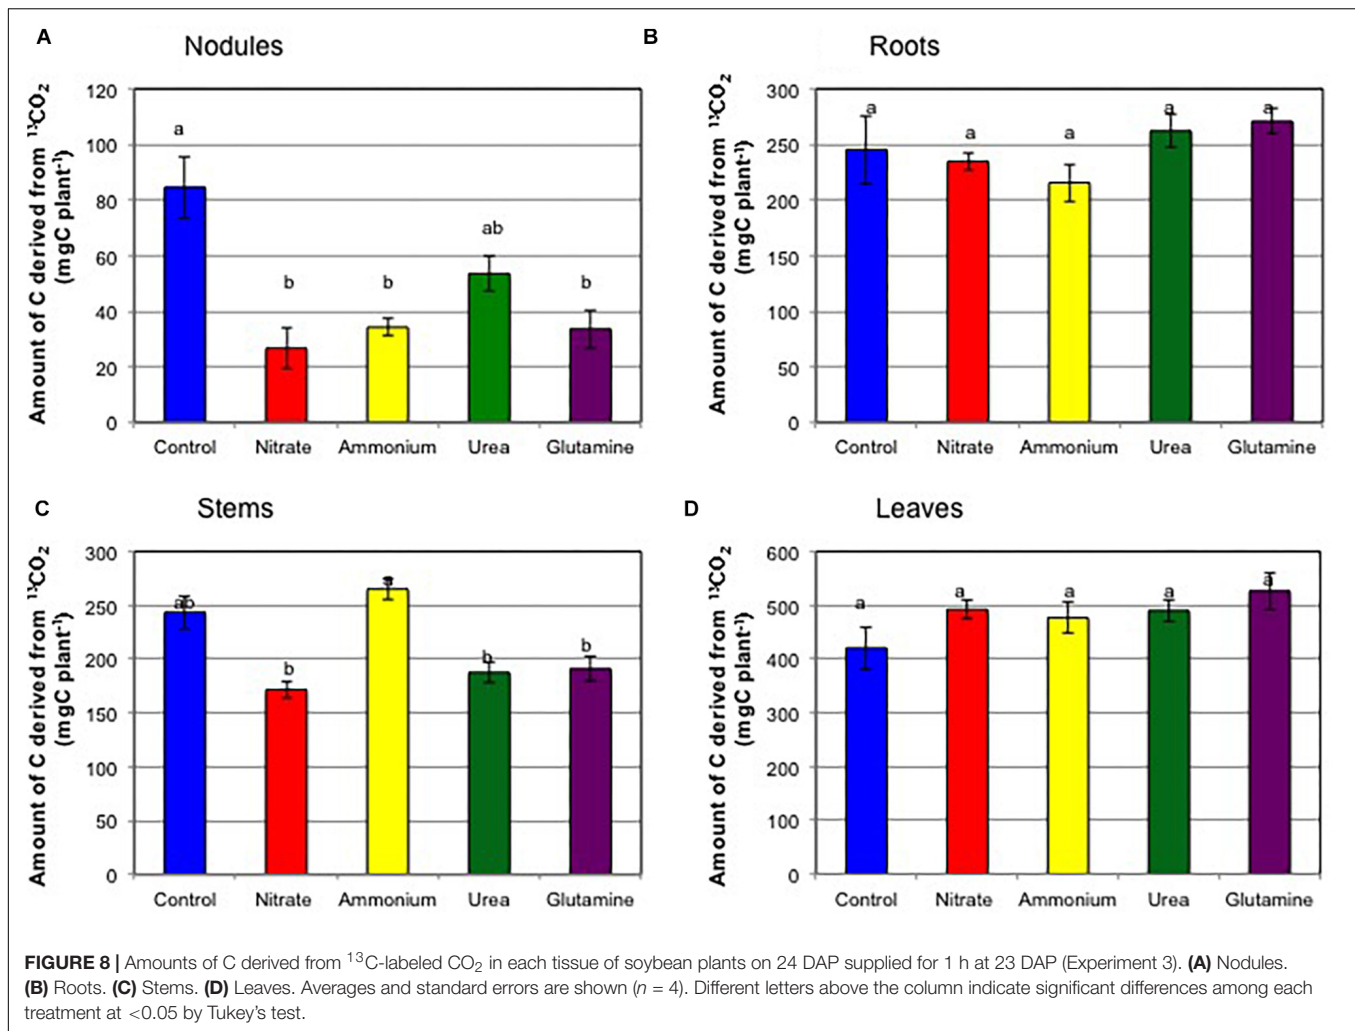 A
Nodules
Amount of C derived from ¹³CO₂
(mgC plant⁻¹)
120
100
80
60
40
20
0
a
b
b
ab
b
Control
Nitrate
Ammonium
Urea
Glutamine
B
Roots
Amount of C derived from ¹³CO₂
(mgC plant⁻¹)
300
250
200
150
100
50
0
a
a
a
a
a
Control
Nitrate
Ammonium
Urea
Glutamine
C
Stems
Amount of C derived from ¹³CO₂
(mgC plant⁻¹)
300
250
200
150
100
50
0
ab
b
a
b
b
Control
Nitrate
Ammonium
Urea
Glutamine
D
Leaves
Amount of C derived from ¹³CO₂
(mgC plant⁻¹)
600
500
400
300
200
100
0
a
a
a
a
a
Control
Nitrate
Ammonium
Urea
Glutamine
FIGURE 8 | Amounts of C derived from ¹³C-labeled CO₂ in each tissue of soybean plants on 24 DAP supplied for 1 h at 23 DAP (Experiment 3). (A) Nodules.
(B) Roots. (C) Stems. (D) Leaves. Averages and standard errors are shown (n = 4). Different letters above the column indicate significant differences among each
treatment at <0.05 by Tukey's test.